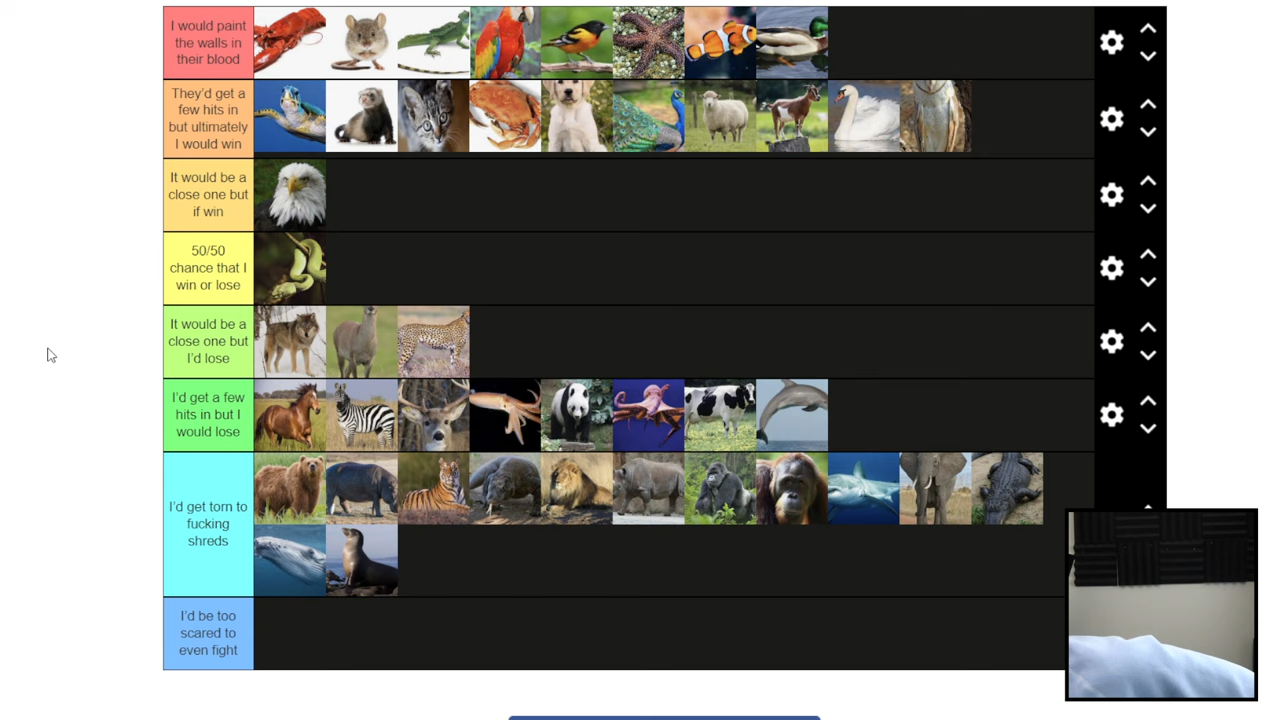 I would paint
the walls in
their blood
They'd get a
few hits in
but ultimately
I would win
It would be a
close one but
if win
50/50
chance that I
win or lose
It would be a
close one but
I'd lose
I'd get a few
hits in but I
would lose
I'd get torn to
fucking
shreds
I'd be too
scared to
even fight